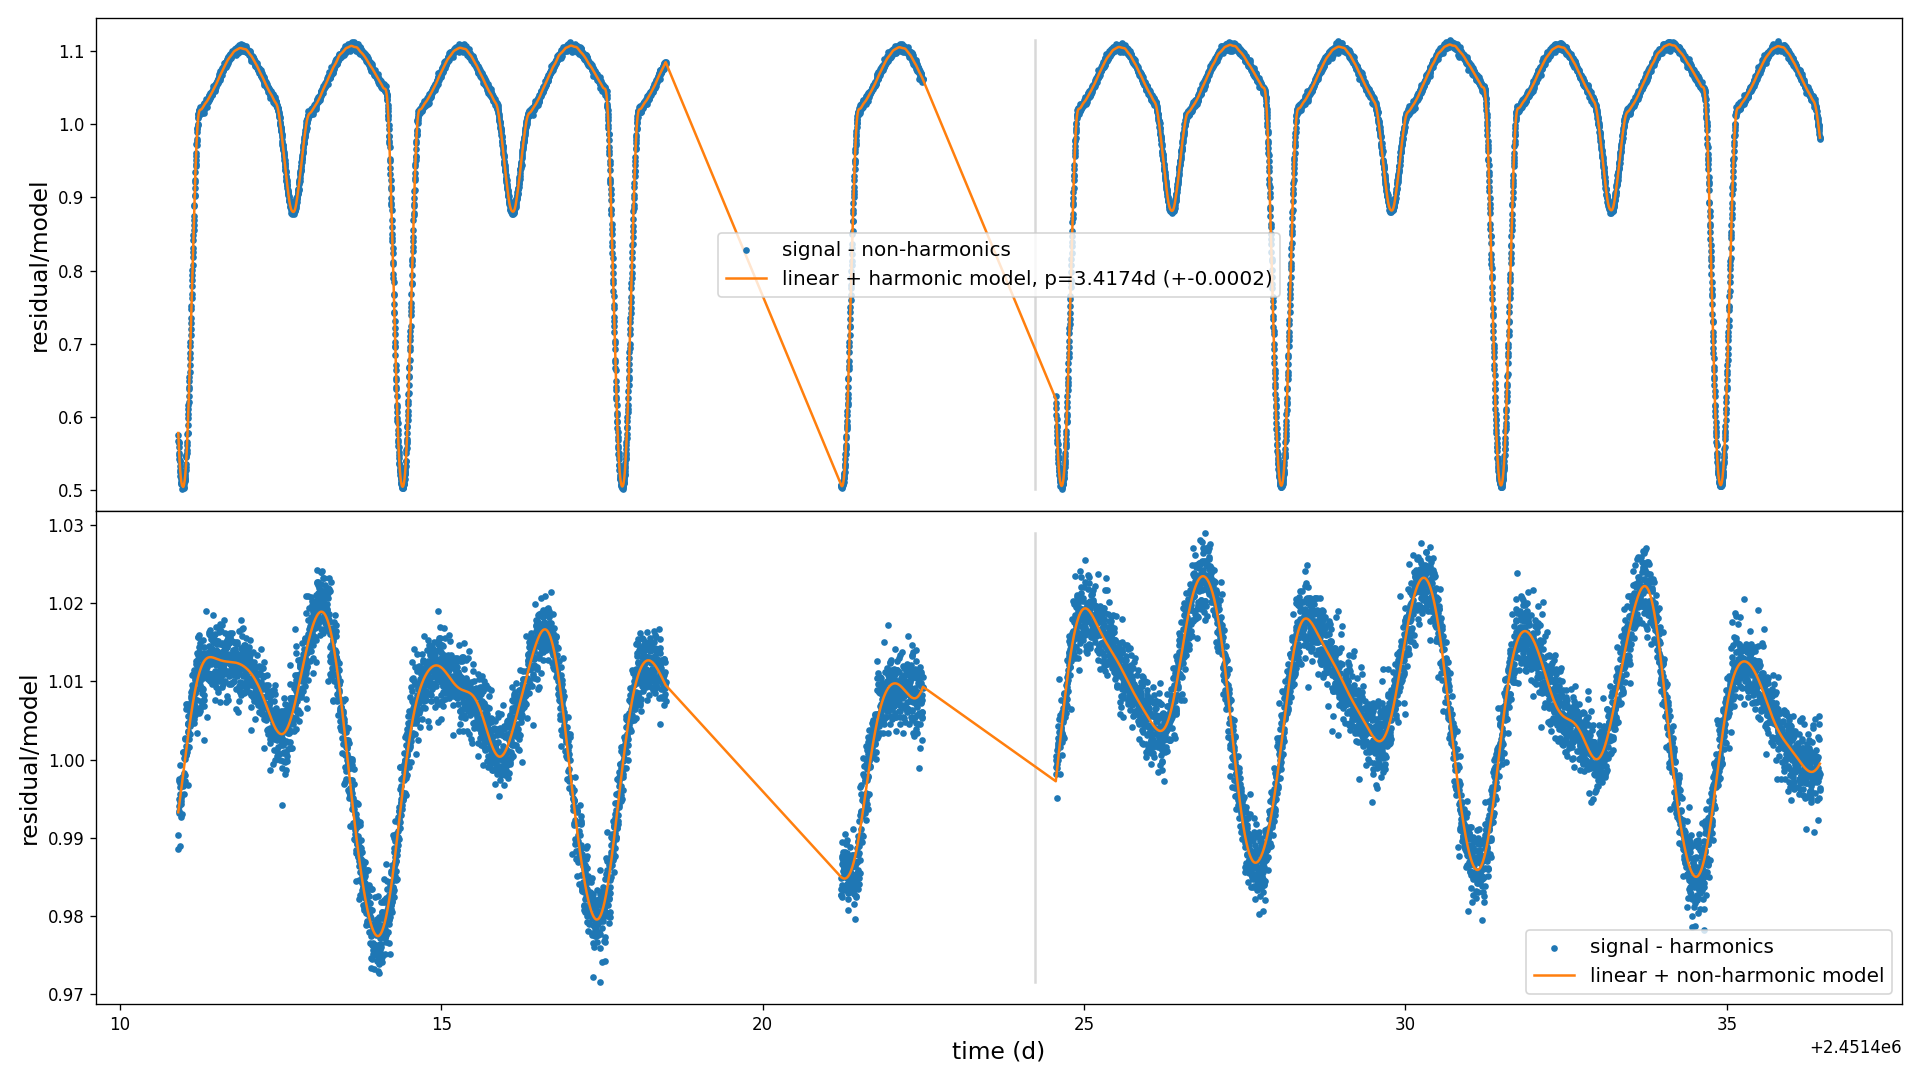 1.1
1.0
0.9
0.8
0.7
0.6
0.5
residual/model
signal - non-harmonics
linear + harmonic model, p=3.4174d (+-0.0002)
1.03
1.02
1.01
1.00
0.99
0.98
0.97
residual/model
signal - harmonics
linear + non-harmonic model
10
15
20
25
30
35
time (d)
+2.4514e6